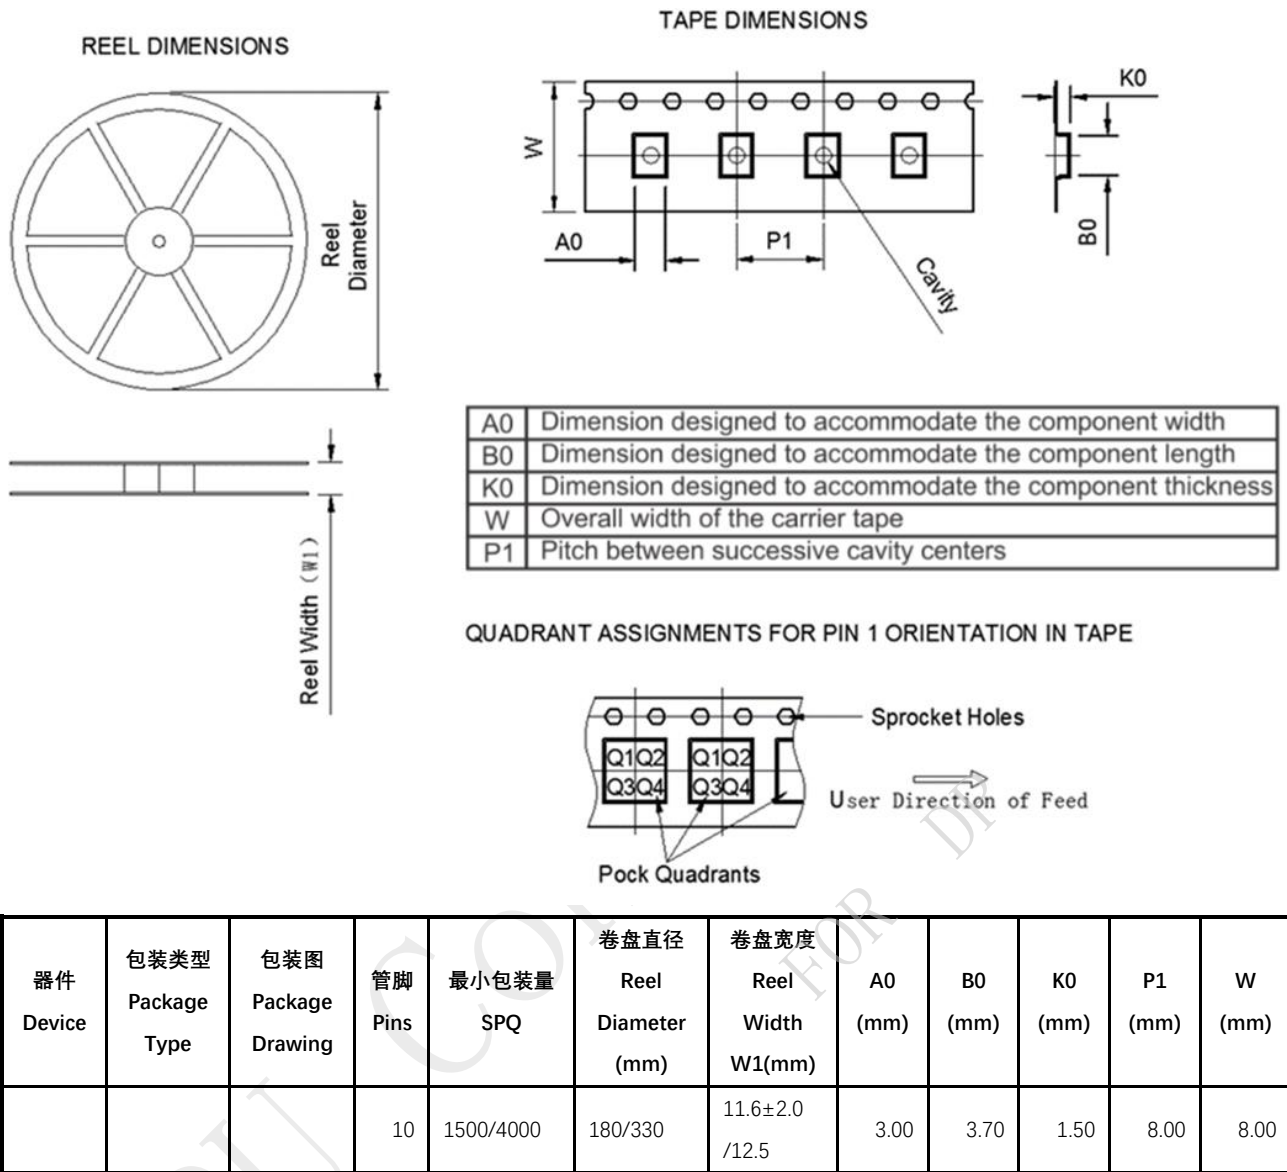 REEL DIMENSIONS
Reel
Diameter
Reel Width (W1)
TAPE DIMENSIONS
W
A0
P1
Cavity
K0
B0
A0 Dimension designed to accommodate the component width
B0 Dimension designed to accommodate the component length
K0 Dimension designed to accommodate the component thickness
W Overall width of the carrier tape
P1 Pitch between successive cavity centers
QUADRANT ASSIGNMENTS FOR PIN 1 ORIENTATION IN TAPE
Sprocket Holes
Q1 Q2 Q1 Q2
Q3 Q4 Q3 Q4
User Direction of Feed
Pock Quadrants
器件
Device
包装类型
Package
Type
包装图
Package
Drawing
管脚
Pins
最小包装量
SPQ
卷盘直径
Reel
Diameter
(mm)
卷盘宽度
Reel
Width
W1(mm)
A0
(mm)
B0
(mm)
K0
(mm)
P1
(mm)
W
(mm)
10
1500/4000
180/330
11.6±2.0
/12.5
3.00
3.70
1.50
8.00
8.00
FOR